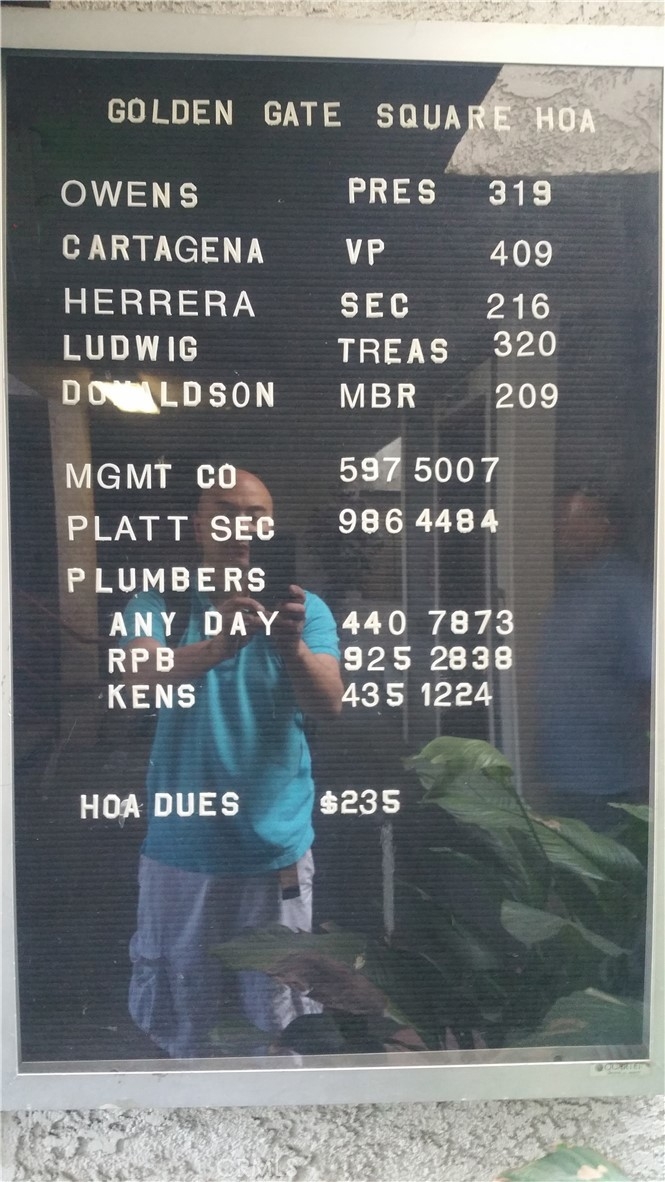 GOLDEN GATE SQUARE HOA
OWENS PRES 319
CARTAGENA VP 409
HERRERA SEC 216
LUDWIG TREAS 320
DONALDSON MBR 209
MGMT CO 597 5007
PLATT SEC 986 4484
PLUMBERS
ANY DAY 440 7873
RPB 925 2838
KENS 435 1224
HOA DUES $235
CRMLS